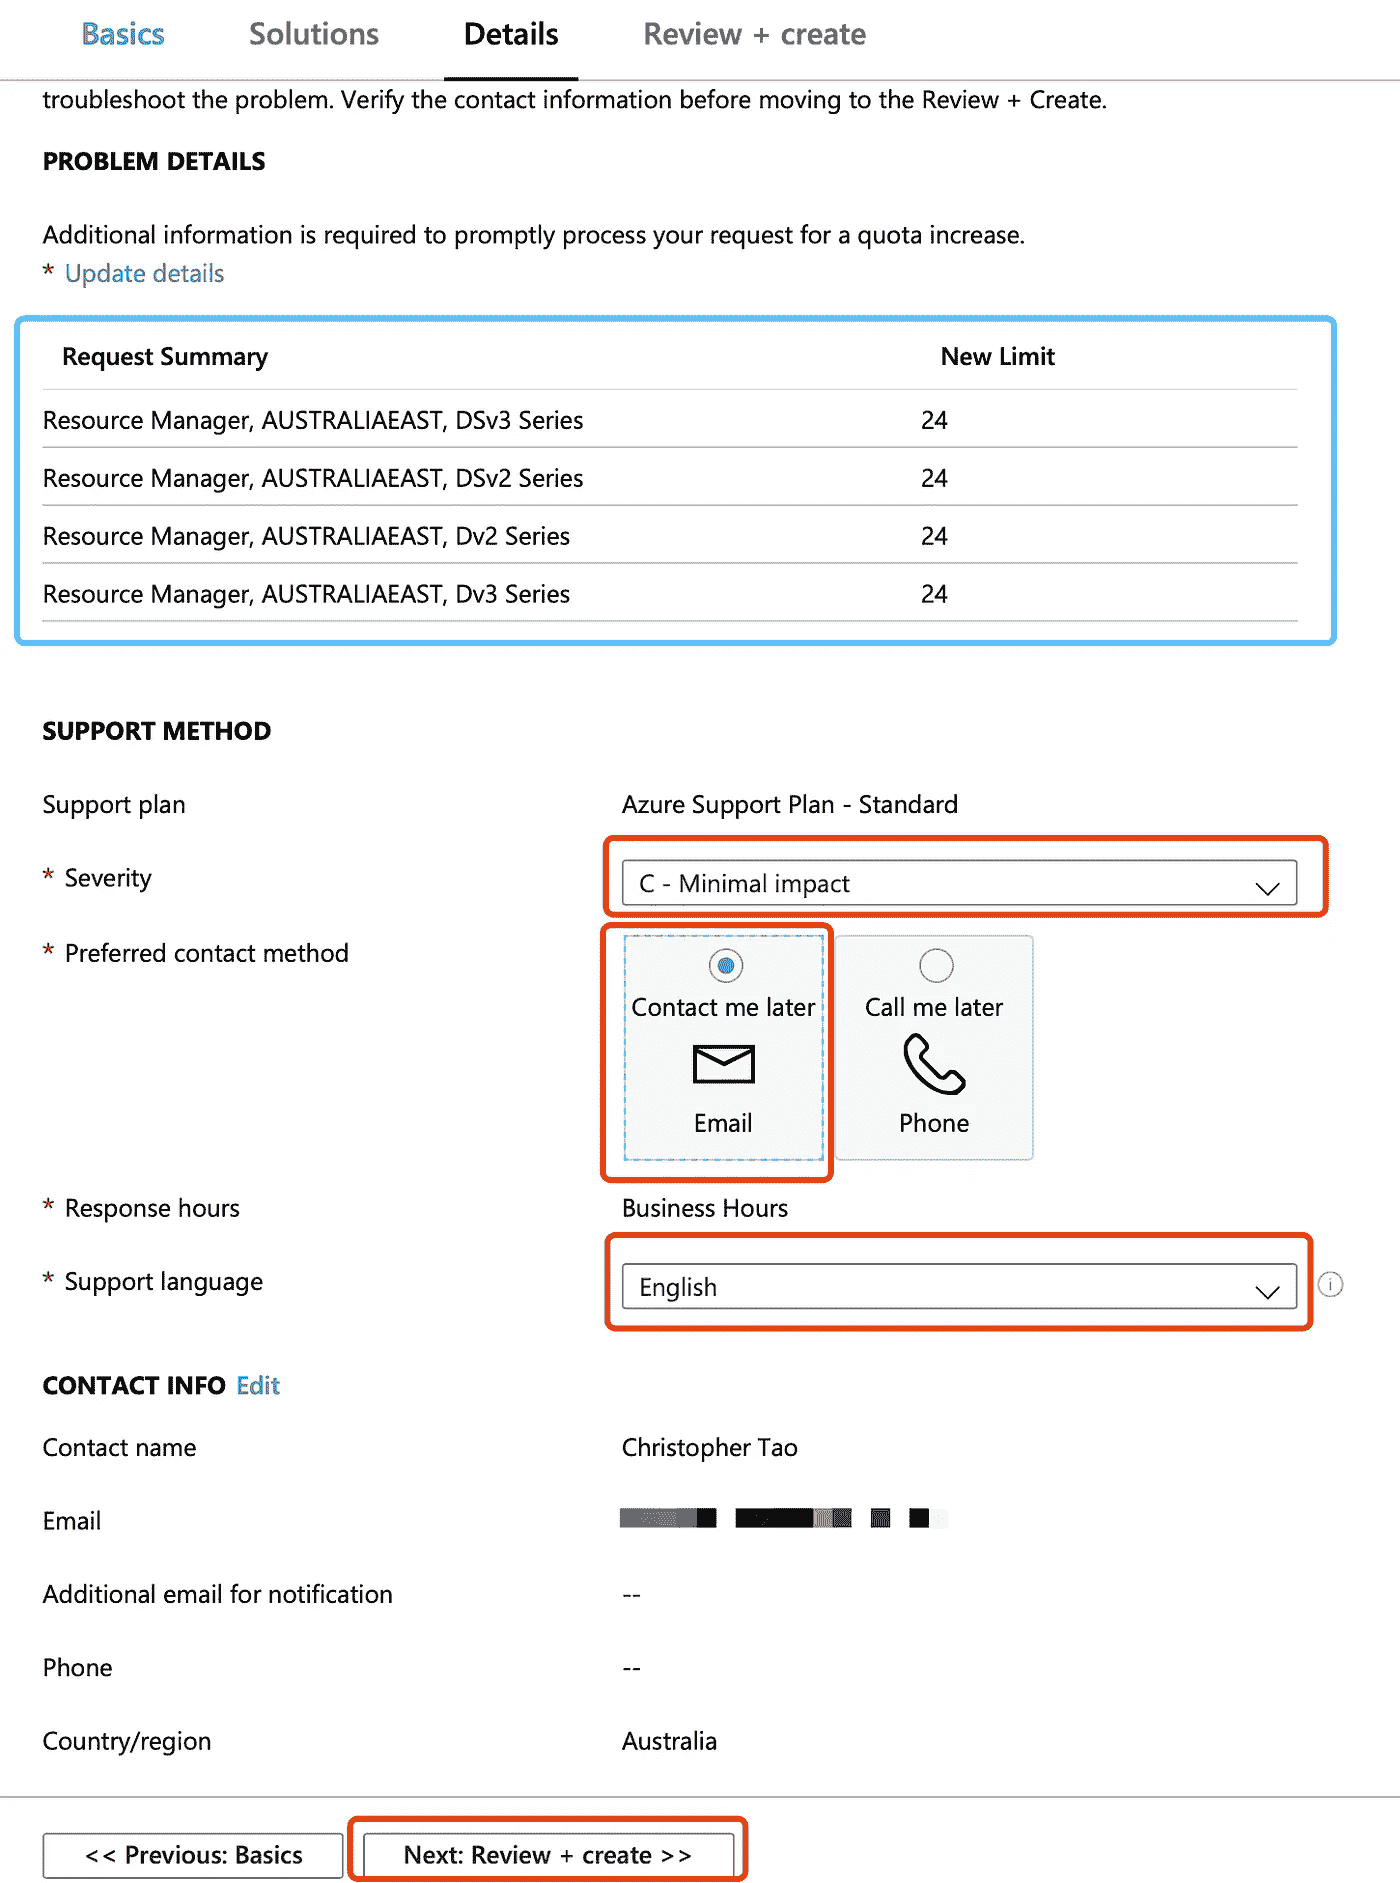 Basics Solutions Details Review + create
troubleshoot the problem. Verify the contact information before moving to the Review + Create.
PROBLEM DETAILS
Additional information is required to promptly process your request for a quota increase.
* Update details
Request Summary New Limit
Resource Manager, AUSTRALIAEAST, DSv3 Series 24
Resource Manager, AUSTRALIAEAST, DSv2 Series 24
Resource Manager, AUSTRALIAEAST, Dv2 Series 24
Resource Manager, AUSTRALIAEAST, Dv3 Series 24
SUPPORT METHOD
Support plan Azure Support Plan - Standard
* Severity C - Minimal impact
* Preferred contact method
Contact me later Call me later
Email Phone
* Response hours Business Hours
* Support language English
CONTACT INFO Edit
Contact name Christopher Tao
Email
Additional email for notification --
Phone --
Country/region Australia
<< Previous: Basics Next: Review + create >>